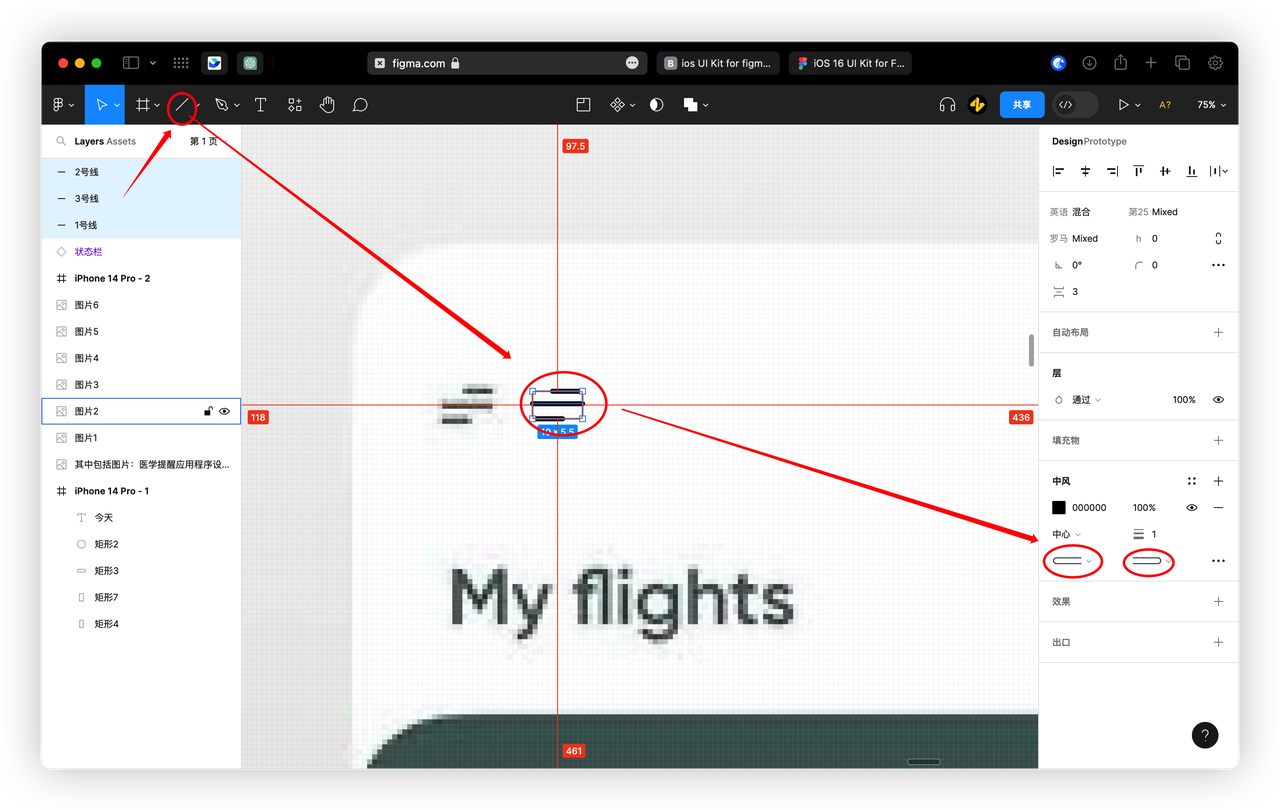 figma.com
B ios UI Kit for figm...
iOS 16 UI Kit for F...
共享
A?
75%
Layers Assets
第 1 页
2号线
3号线
1号线
状态栏
iPhone 14 Pro - 2
图片6
图片5
图片4
图片3
图片2
图片1
其中包括图片：医学提醒应用程序设...
iPhone 14 Pro - 1
今天
矩形2
矩形3
矩形7
矩形4
97.5
118
436
461
My flights
Design Prototype
英语 混合 第25 Mixed
罗马 Mixed h 0
0° 0
3
自动布局
层
通过 100%
填充物
中风
000000 100%
中心 1
效果
出口
?